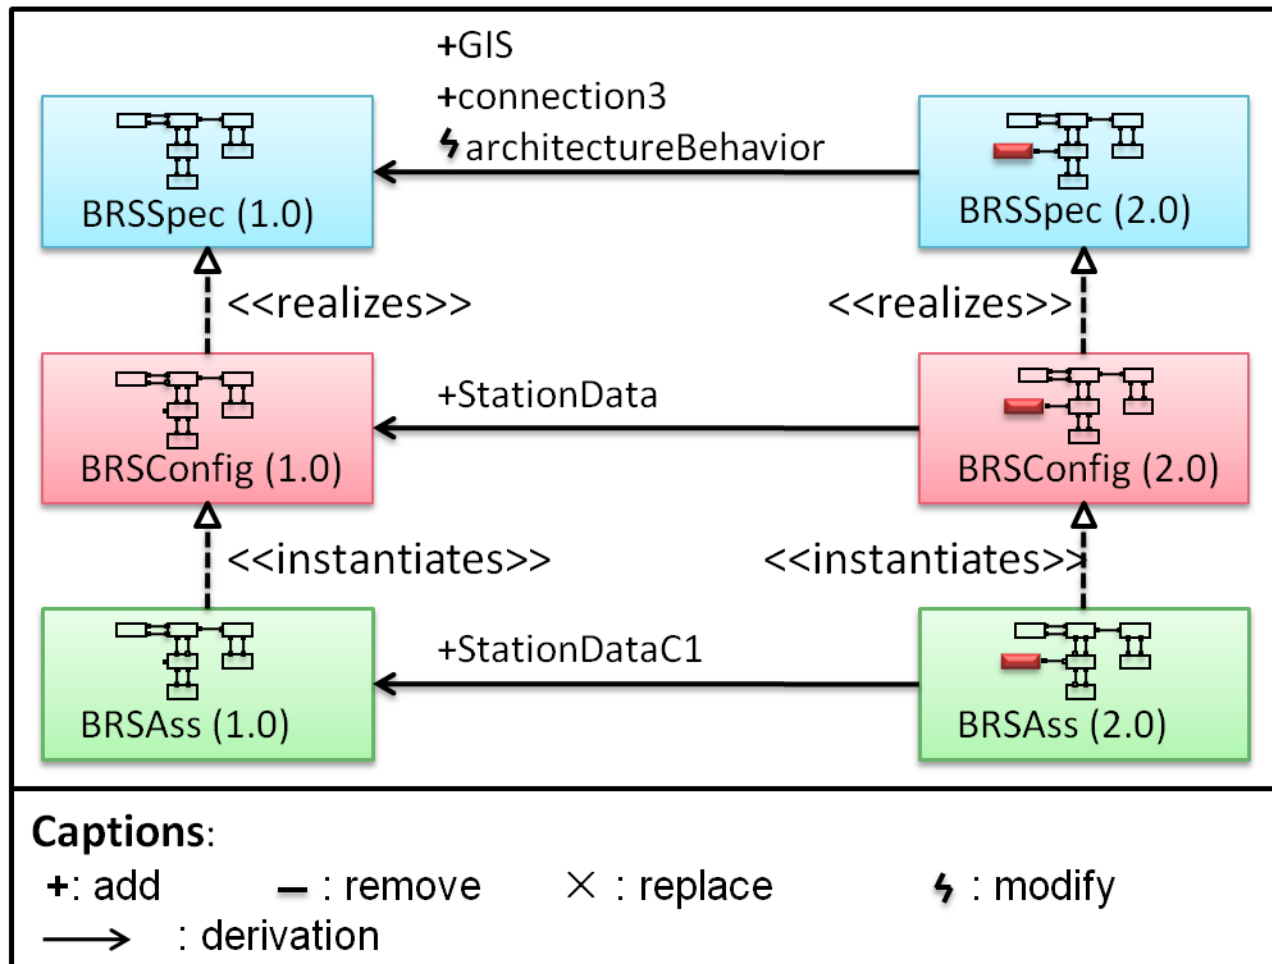 +GIS
+connection3
architectureBehavior
BRSSpec (1.0)
BRSSpec (2.0)
<<realizes>>
<<realizes>>
+StationData
BRSConfig (1.0)
BRSConfig (2.0)
<<instantiates>>
<<instantiates>>
+StationDataC1
BRSAss (1.0)
BRSAss (2.0)
Captions:
+: add
– : remove
× : replace
: modify
: derivation